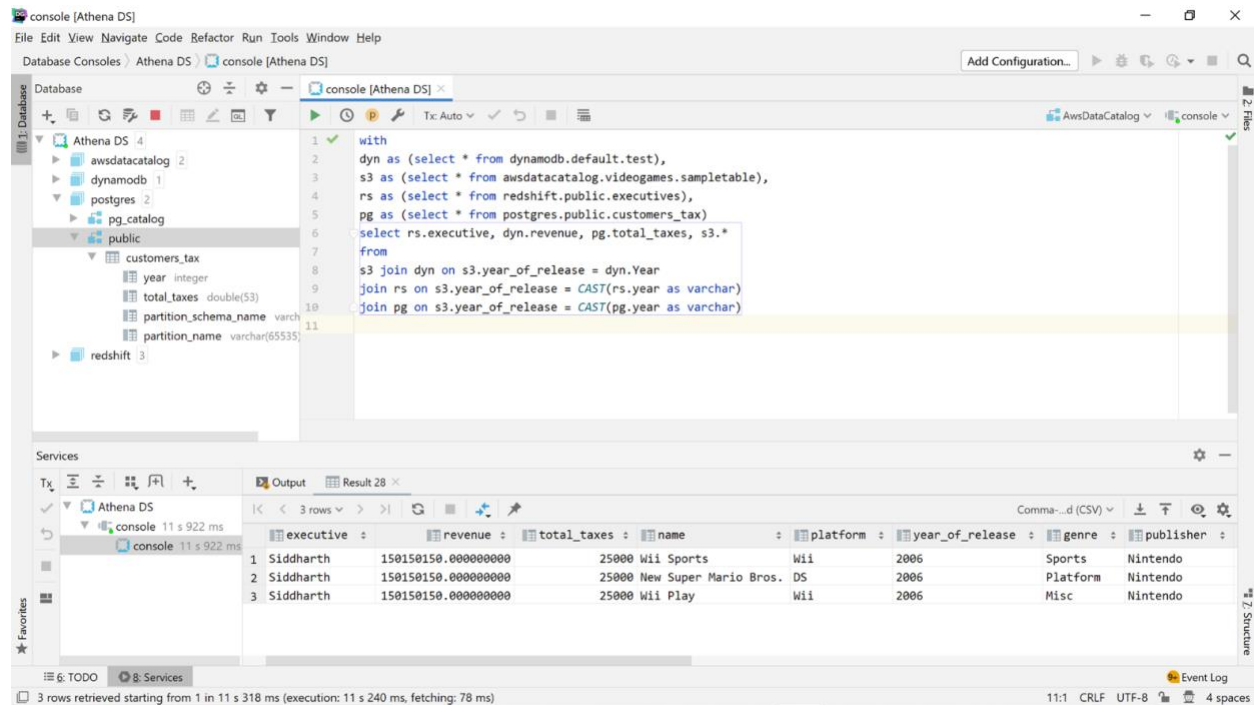 console [Athena DS]
File Edit View Navigate Code Refactor Run Tools Window Help
Database Consoles Athena DS console [Athena DS]
Add Configuration...
1: Database
Database
console [Athena DS]
2: Files
Tx: Auto
AwsDataCatalog
console
Athena DS 4
awsdatacatalog 2
dynamodb 1
postgres 2
pg_catalog
public
customers_tax
year integer
total_taxes double(53)
partition_schema_name varch
partition_name varchar(65535)
redshift 3
1 with
2 dyn as (select * from dynamodb.default.test),
3 s3 as (select * from awsdatacatalog.videogames.sampletable),
4 rs as (select * from redshift.public.executives),
5 pg as (select * from postgres.public.customers_tax)
6 select rs.executive, dyn.revenue, pg.total_taxes, s3.*
7 from
8 s3 join dyn on s3.year_of_release = dyn.Year
9 join rs on s3.year_of_release = CAST(rs.year as varchar)
10 join pg on s3.year_of_release = CAST(pg.year as varchar)
11
Services
Tx
Output Result 28
Athena DS
console 11 s 922 ms
console 11 s 922 ms
3 rows
Comma-...d (CSV)
executive revenue total_taxes name platform year_of_release genre publisher
1 Siddharth 150150150.000000000 25000 Wii Sports Wii 2006 Sports Nintendo
2 Siddharth 150150150.000000000 25000 New Super Mario Bros. DS 2006 Platform Nintendo
3 Siddharth 150150150.000000000 25000 Wii Play Wii 2006 Misc Nintendo
Favorites
Z: Structure
6: TODO 8: Services
9+ Event Log
3 rows retrieved starting from 1 in 11 s 318 ms (execution: 11 s 240 ms, fetching: 78 ms)
11:1 CRLF UTF-8 4 spaces